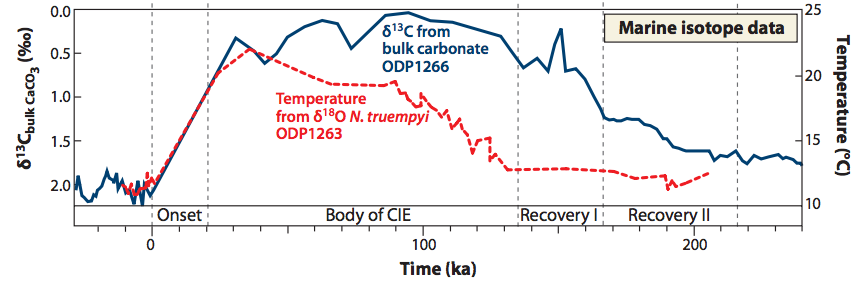 0.0
0.5
1.0
1.5
2.0
δ13Cbulk CaCO3 (‰)
δ13C from
bulk carbonate
ODP1266
Marine isotope data
Temperature
from δ18O N. truempyi
ODP1263
25
20
15
10
Temperature (°C)
Onset
Body of CIE
Recovery I
Recovery II
0
100
200
Time (ka)